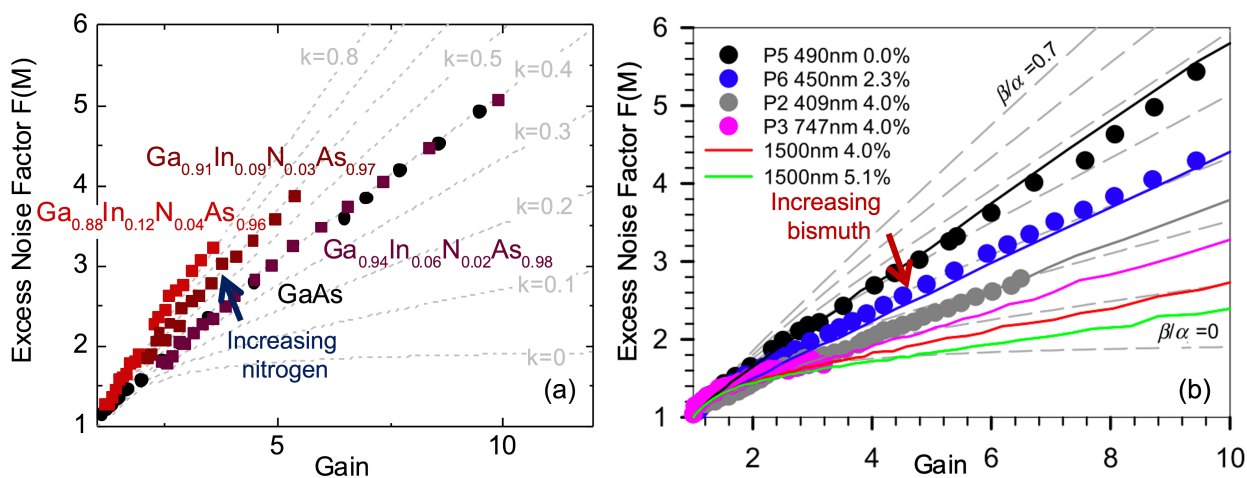 Excess Noise Factor F(M)
6
5
4
3
2
1
k=0.8
k=0.5
k=0.4
k=0.3
k=0.2
k=0.1
k=0
Ga0.91In0.09N0.03As0.97
Ga0.88In0.12N0.04As0.96
Ga0.94In0.06N0.02As0.98
GaAs
Increasing
nitrogen
(a)
5
10
Gain
Excess Noise Factor F(M)
6
5
4
3
2
1
P5 490nm 0.0%
P6 450nm 2.3%
P2 409nm 4.0%
P3 747nm 4.0%
1500nm 4.0%
1500nm 5.1%
β/α =0.7
Increasing
bismuth
β/α =0
(b)
2
4
6
8
10
Gain